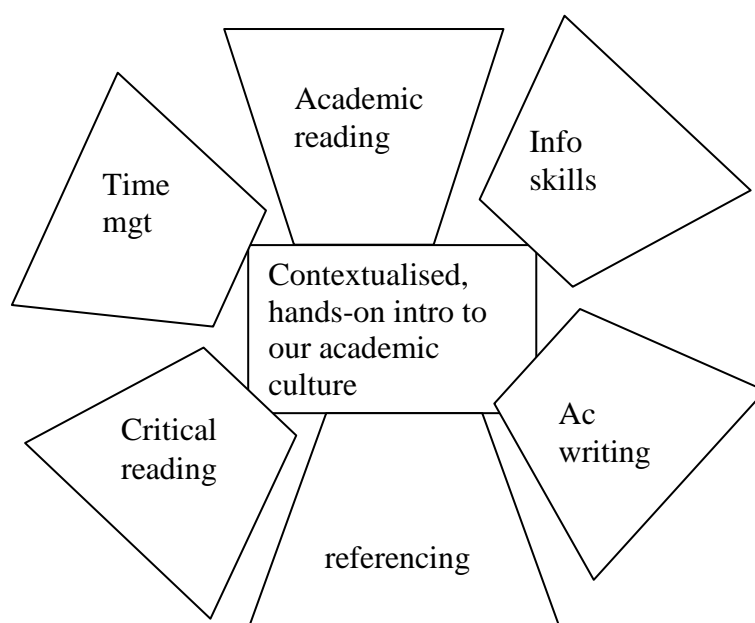 Academic
reading
Info
skills
Time
mgt
Contextualised,
hands-on intro to
our academic
culture
Critical
reading
Ac
writing
referencing